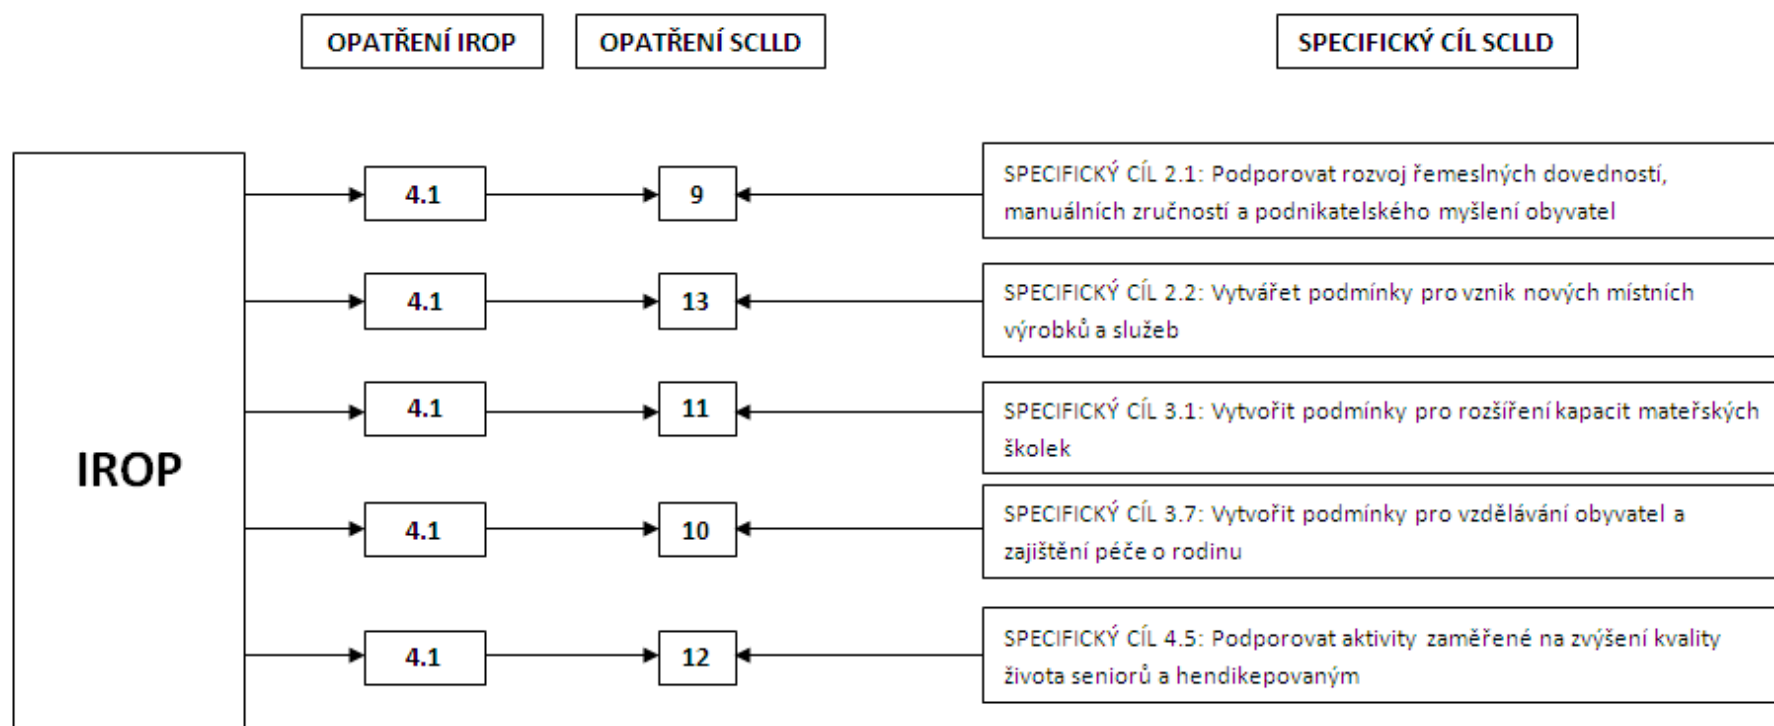 OPATŘENÍ IROP
OPATŘENÍ SCLLD
SPECIFICKÝ CÍL SCLLD
IROP
4.1
9
SPECIFICKÝ CÍL 2.1: Podporovat rozvoj řemeslných dovedností,
manuálních zručností a podnikatelského myšlení obyvatel
4.1
13
SPECIFICKÝ CÍL 2.2: Vytvářet podmínky pro vznik nových místních
výrobků a služeb
4.1
11
SPECIFICKÝ CÍL 3.1: Vytvořit podmínky pro rozšíření kapacit mateřských
školek
4.1
10
SPECIFICKÝ CÍL 3.7: Vytvořit podmínky pro vzdělávání obyvatel a
zajištění péče o rodinu
4.1
12
SPECIFICKÝ CÍL 4.5: Podporovat aktivity zaměřené na zvýšení kvality
života seniorů a hendikepovaným